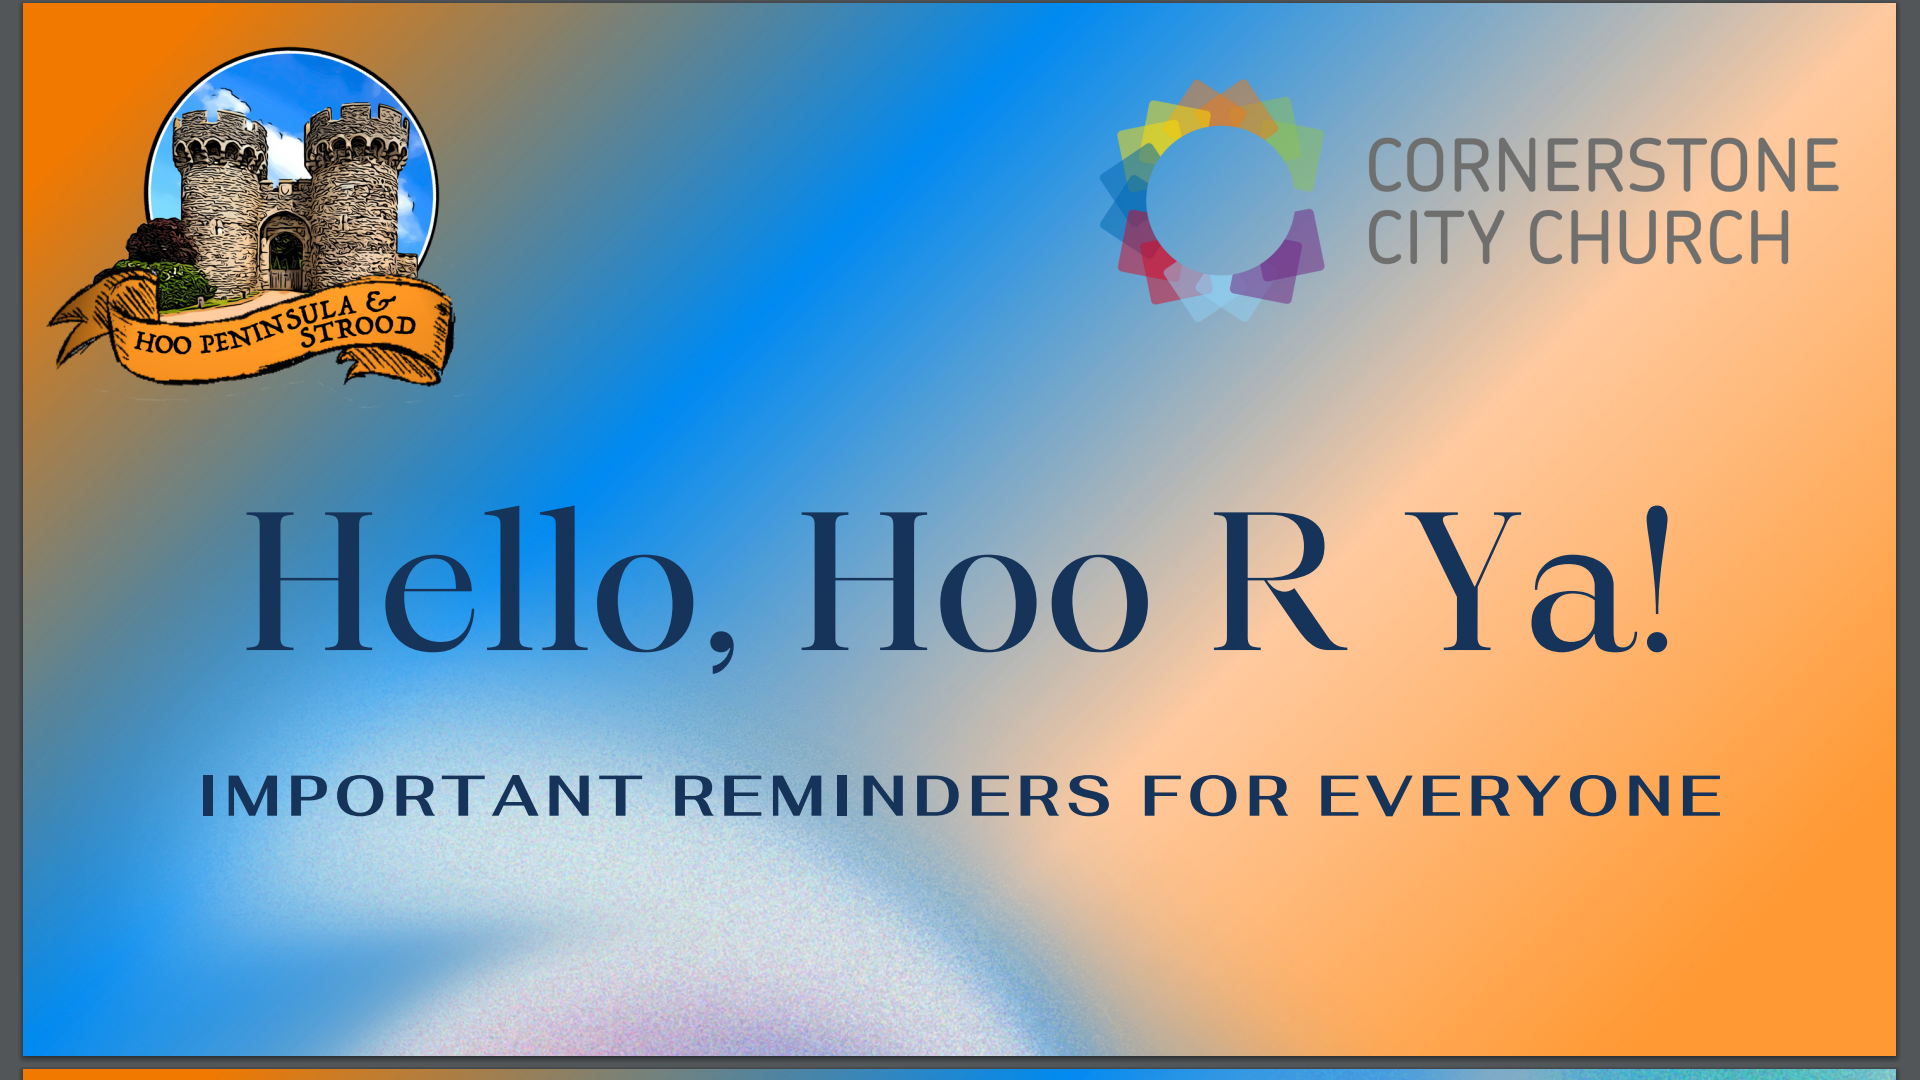 HOO PENINSULA &
STROOD
CORNERSTONE
CITY CHURCH
Hello, Hoo R Ya!
IMPORTANT REMINDERS FOR EVERYONE